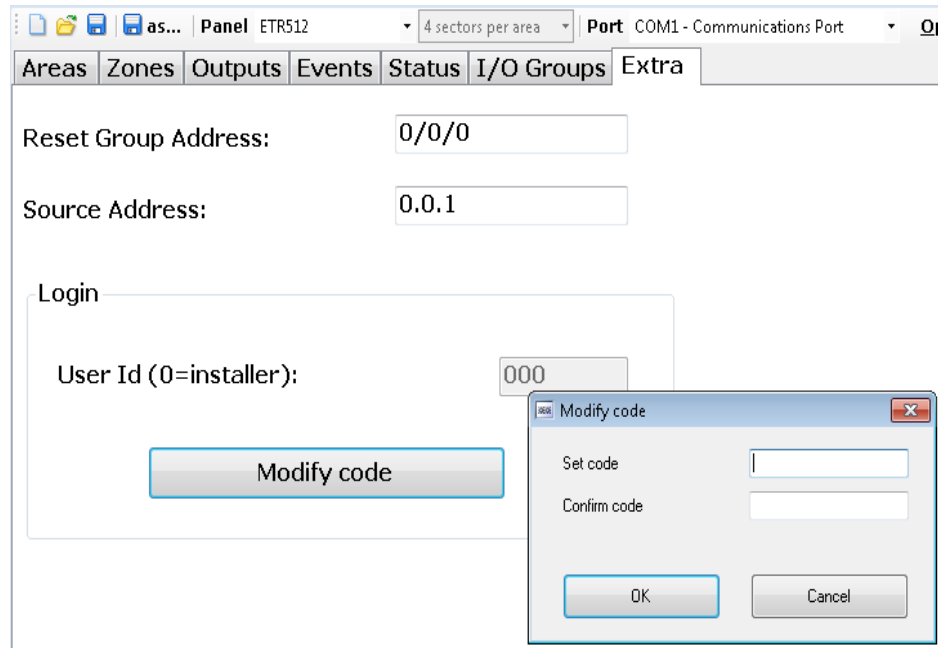 as... Panel ETR512 4 sectors per area Port COM1 - Communications Port
Areas Zones Outputs Events Status I/O Groups Extra
Reset Group Address: 0/0/0
Source Address: 0.0.1
Login
User Id (0=installer): 000
Modify code
Modify code
Set code
Confirm code
OK Cancel